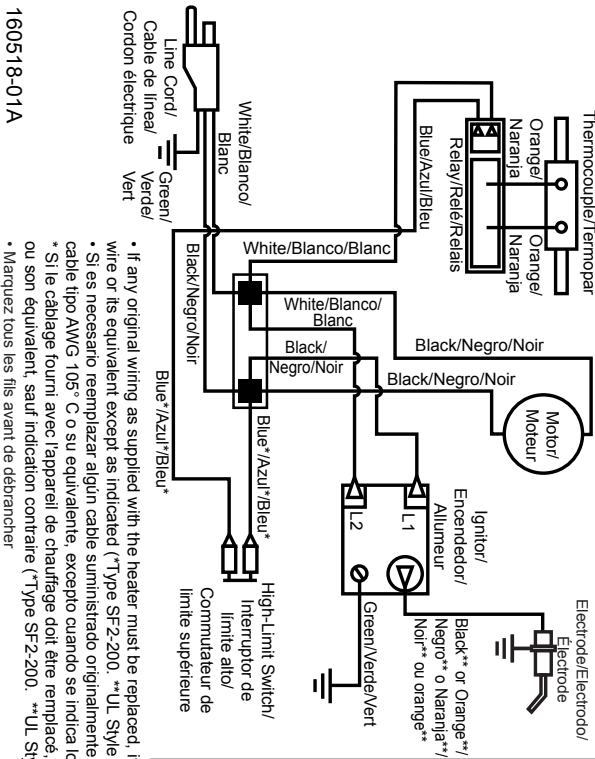 Thermocouple/Termopar
Orange/
Naranja
Orange/
Naranja
Relay/Relé/Relais
Blue/Azul/Bleu
Motor/
Moteur
Black/Negro/Noir
Black/Negro/Noir
Electrode/Electrodo/
Électrode
Ignitor/
Encendedor/
Allumeur
L1
L2
Black** or Orange**/
Negro** o Naranja**/
Noir** ou orange**
Green/Verde/Vert
White/Blanco/Blanc
White/Blanco/
Blanc
Black/
Negro/Noir
White/Blanco/
Blanc
Line Cord/
Cable de línea/
Cordon électrique
Green/
Verde/
Vert
Black/Negro/Noir
Blue*/Azul*/Bleu*
Blue*/Azul*/Bleu*
High-Limit Switch/
Interruptor de
límite alto/
Commutateur de
limite supérieure
• If any original wiring as supplied with the heater must be replaced, i
wire or its equivalent except as indicated (*Type SF2-200. **UL Style
• Si es necesario reemplazar algún cable suministrado originalmente
cable tipo AWG 105° C o su equivalente, excepto cuando se indica lo
* Si le câblage fourni avec l'appareil de chauffage doit être remplacé,
ou son équivalent, sauf indication contraire (*Type SF2-200. **UL Sty
• Marquez tous les fils avant de débrancher
160518-01A